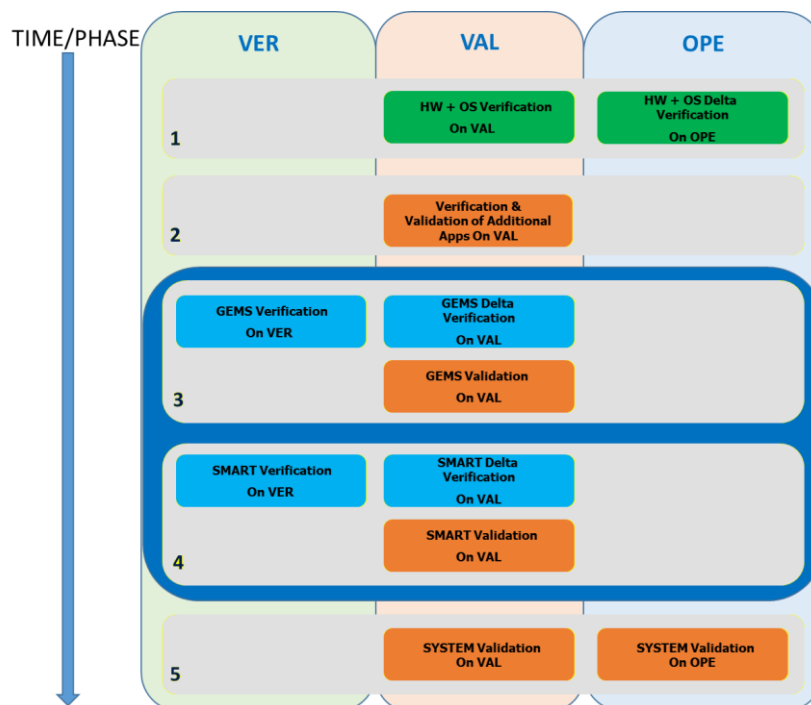 TIME/PHASE
VER
VAL
OPE
1
HW + OS Verification
On VAL
HW + OS Delta
Verification
On OPE
2
Verification &
Validation of Additional
Apps On VAL
GEMS Verification
On VER
GEMS Delta
Verification
On VAL
3
GEMS Validation
On VAL
SMART Verification
On VER
SMART Delta
Verification
On VAL
4
SMART Validation
On VAL
5
SYSTEM Validation
On VAL
SYSTEM Validation
On OPE